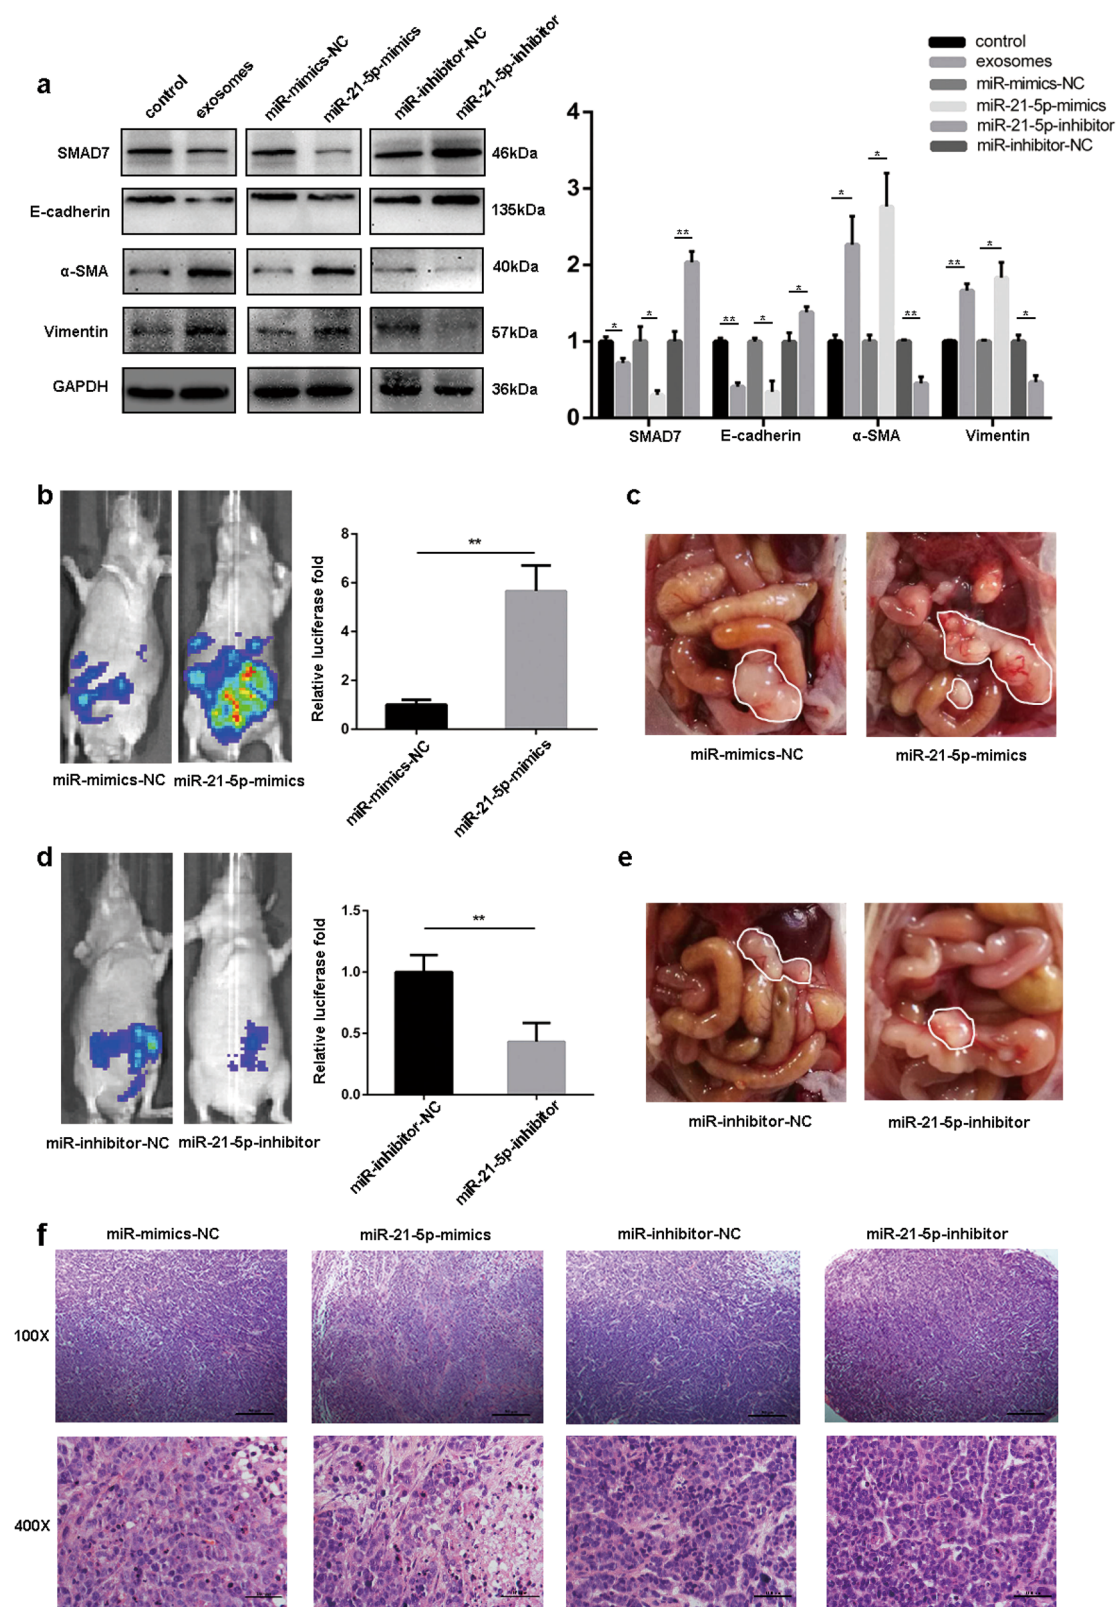 a
control
exosomes
miR-mimics-NC
miR-21-5p-mimics
miR-inhibitor-NC
miR-21-5p-inhibitor
SMAD7
46kDa
E-cadherin
135kDa
α-SMA
40kDa
Vimentin
57kDa
GAPDH
36kDa
control
exosomes
miR-mimics-NC
miR-21-5p-mimics
miR-21-5p-inhibitor
miR-inhibitor-NC
4
3
2
1
0
* * **
** * *
* * **
** * *
SMAD7 E-cadherin α-SMA Vimentin
b
miR-mimics-NC miR-21-5p-mimics
Relative luciferase fold
8
6
4
2
0
**
miR-mimics-NC
miR-21-5p-mimics
c
miR-mimics-NC miR-21-5p-mimics
d
miR-inhibitor-NC miR-21-5p-inhibitor
Relative luciferase fold
1.5
1.0
0.5
0.0
**
miR-inhibitor-NC
miR-21-5p-inhibitor
e
miR-inhibitor-NC miR-21-5p-inhibitor
f
miR-mimics-NC miR-21-5p-mimics miR-inhibitor-NC miR-21-5p-inhibitor
100X
400X